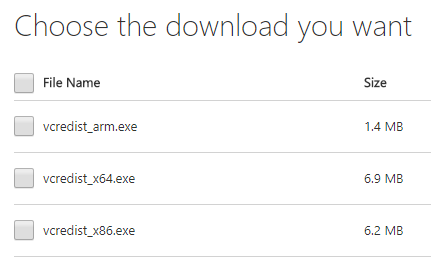 Choose the download you want
File Name Size
vcredist_arm.exe 1.4 MB
vcredist_x64.exe 6.9 MB
vcredist_x86.exe 6.2 MB